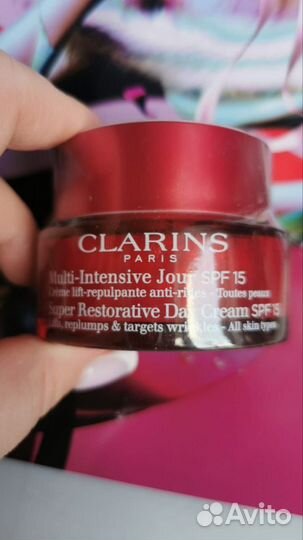 CLARINS
PARIS
Multi-Intensive Jour SPF 15
Crème lift-repulpante anti-rides - Toutes peaux
Super Restorative Day Cream SPF 15
Lifts, replumps & targets wrinkles - All skin types
Avito